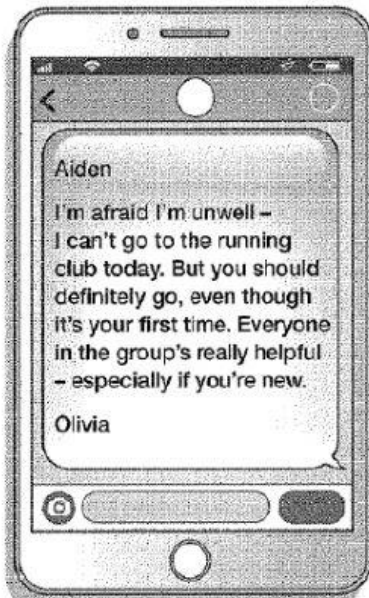 Aiden
I'm afraid I'm unwell –
I can't go to the running
club today. But you should
definitely go, even though
it's your first time. Everyone
in the group's really helpful
– especially if you're new.
Olivia